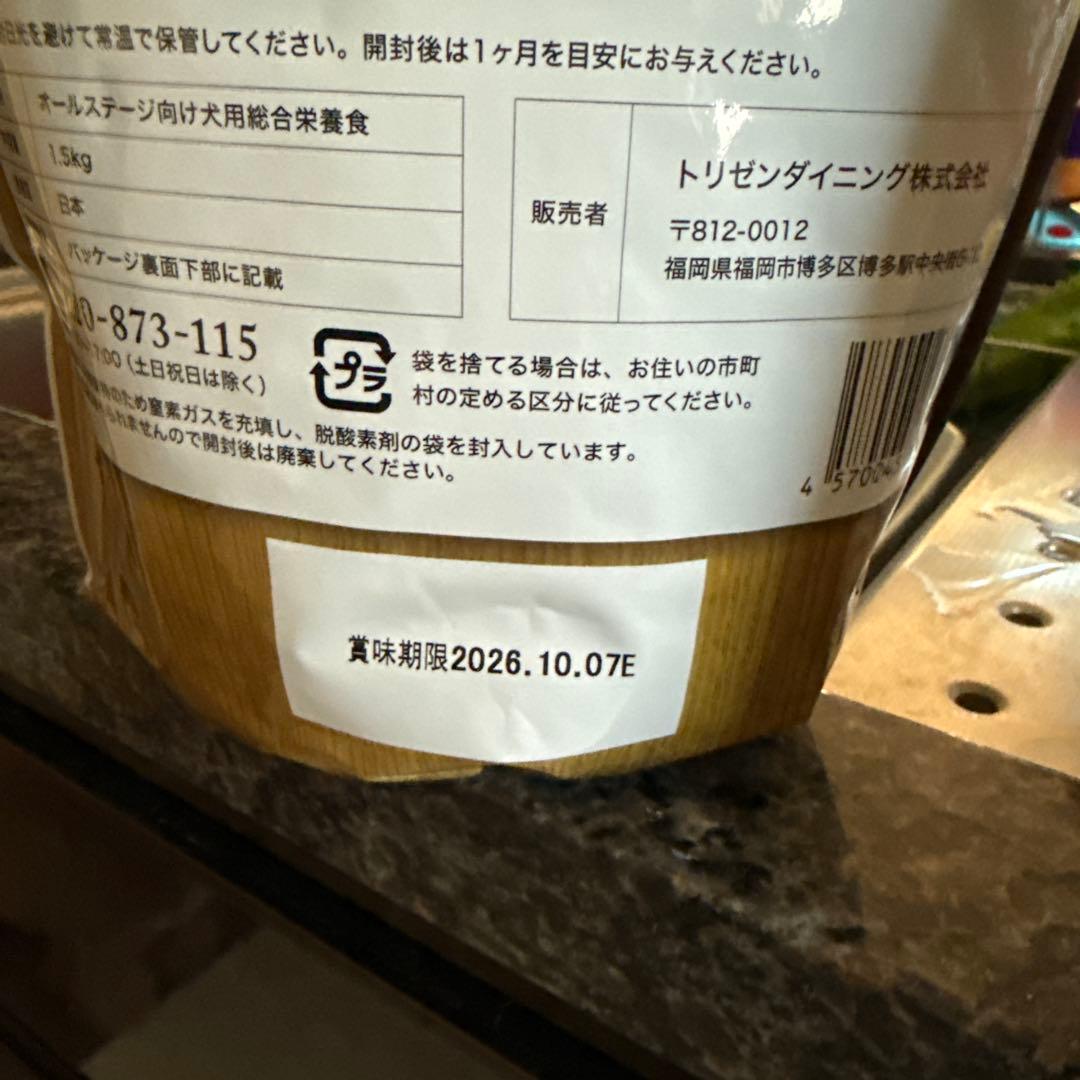 を避けて常温で保管してください。開封後は1ヶ月を目安にお与えください。
オールステージ向け犬用総合栄養食
1.5kg
日本
パッケージ裏面下部に記載
販売者
トリゼンダイニング株式会社
〒812-0012
福岡県福岡市博多区博多駅中央街
0-873-115
(土日祝日は除く)
プラ
袋を捨てる場合は、お住いの市町
村の定める区分に従ってください。
のため窒素ガスを充填し、脱酸素剤の袋を封入しています。
られませんので開封後は廃棄してください。
4 5700
賞味期限2026.10.07E